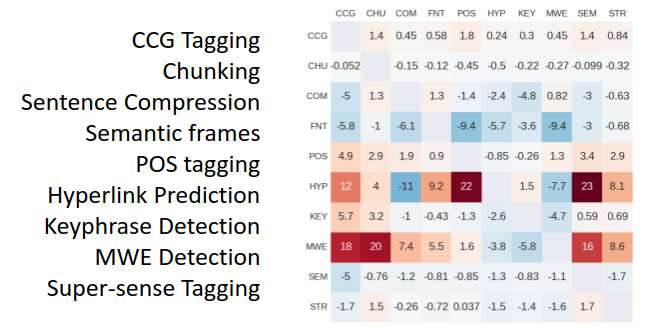 CCG Tagging
Chunking
Sentence Compression
Semantic frames
POS tagging
Hyperlink Prediction
Keyphrase Detection
MWE Detection
Super-sense Tagging
CCG CHU COM FNT POS HYP KEY MWE SEM STR
CCG 1.4 0.45 0.58 1.8 0.24 0.3 0.45 1.4 0.84
CHU -0.052 -0.15 -0.12 -0.45 -0.5 -0.22 -0.27 -0.099 -0.32
COM -5 1.3 1.3 -1.4 -2.4 -4.8 0.82 -3 -0.63
FNT -5.8 -1 -6.1 -9.4 -5.7 -3.6 -9.4 -3 -0.68
POS 4.9 2.9 1.9 0.9 -0.85 -0.26 1.3 3.4 2.9
HYP 12 4 -11 9.2 22 1.5 -7.7 23 8.1
KEY 5.7 3.2 -1 -0.43 -1.3 -2.6 -4.7 0.59 0.69
MWE 18 20 7.4 5.5 1.6 -3.8 -5.8 16 8.6
SEM -5 -0.76 -1.2 -0.81 -0.85 -1.3 -0.83 -1.1 -1.7
STR -1.7 1.5 -0.26 -0.72 0.037 -1.5 -1.4 -1.6 1.7